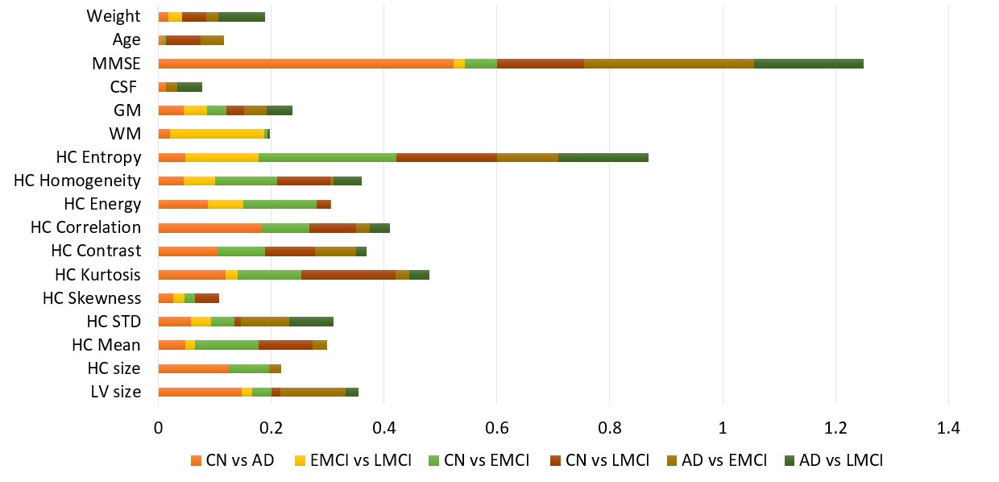 Weight
Age
MMSE
CSF
GM
WM
HC Entropy
HC Homogeneity
HC Energy
HC Correlation
HC Contrast
HC Kurtosis
HC Skewness
HC STD
HC Mean
HC size
LV size
0 0.2 0.4 0.6 0.8 1 1.2 1.4
CN vs AD EMCI vs LMCI CN vs EMCI CN vs LMCI AD vs EMCI AD vs LMCI